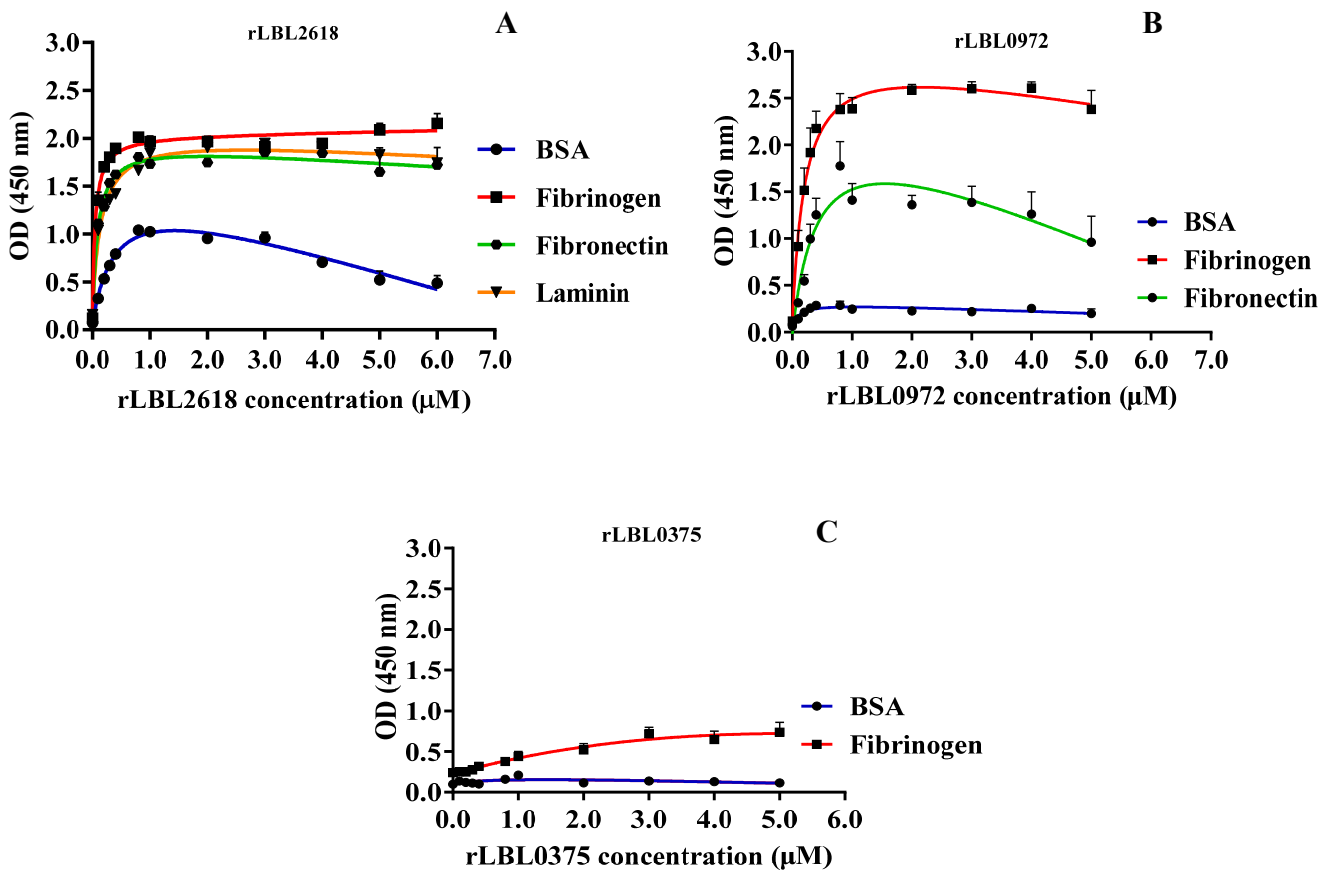 rLBL2618
A
3.0
2.5
2.0
1.5
1.0
0.5
0.0
OD (450 nm)
0.0 1.0 2.0 3.0 4.0 5.0 6.0 7.0
rLBL2618 concentration (μM)
BSA
Fibrinogen
Fibronectin
Laminin
rLBL0972
B
3.0
2.5
2.0
1.5
1.0
0.5
0.0
OD (450 nm)
0.0 1.0 2.0 3.0 4.0 5.0 6.0 7.0
rLBL0972 concentration (μM)
BSA
Fibrinogen
Fibronectin
rLBL0375
C
3.0
2.5
2.0
1.5
1.0
0.5
0.0
OD (450 nm)
0.0 1.0 2.0 3.0 4.0 5.0 6.0
rLBL0375 concentration (μM)
BSA
Fibrinogen